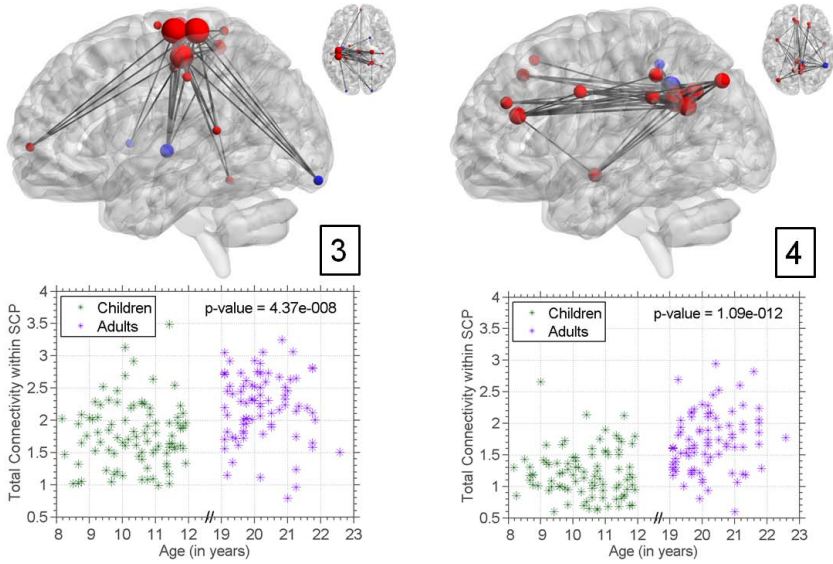 3
4
Total Connectivity within SCP
4
3.5
3
2.5
2
1.5
1
0.5
Children
Adults
p-value = 4.37e-008
8 9 10 11 12 // 19 20 21 22 23
Age (in years)
Total Connectivity within SCP
4
3.5
3
2.5
2
1.5
1
0.5
Children
Adults
p-value = 1.09e-012
8 9 10 11 12 // 19 20 21 22 23
Age (in years)